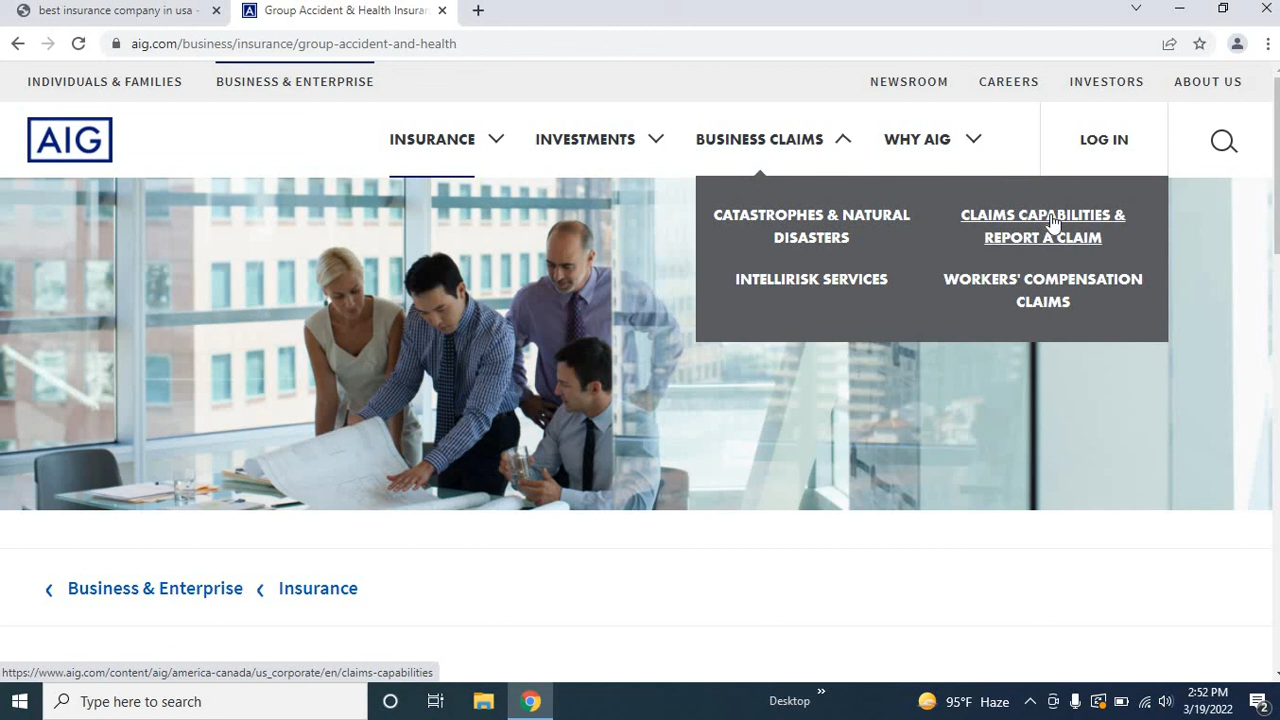 best insurance company in usa -
Group Accident & Health Insuran
aig.com/business/insurance/group-accident-and-health
INDIVIDUALS & FAMILIES
BUSINESS & ENTERPRISE
NEWSROOM
CAREERS
INVESTORS
ABOUT US
AIG
INSURANCE
INVESTMENTS
BUSINESS CLAIMS
WHY AIG
LOG IN
CATASTROPHES & NATURAL
DISASTERS
CLAIMS CAPABILITIES &
REPORT A CLAIM
INTELLIRISK SERVICES
WORKERS' COMPENSATION
CLAIMS
Business & Enterprise
Insurance
https://www.aig.com/content/aig/america-canada/us_corporate/en/claims-capabilities
Type here to search
Desktop
95°F Haze
2:52 PM
3/19/2022
2